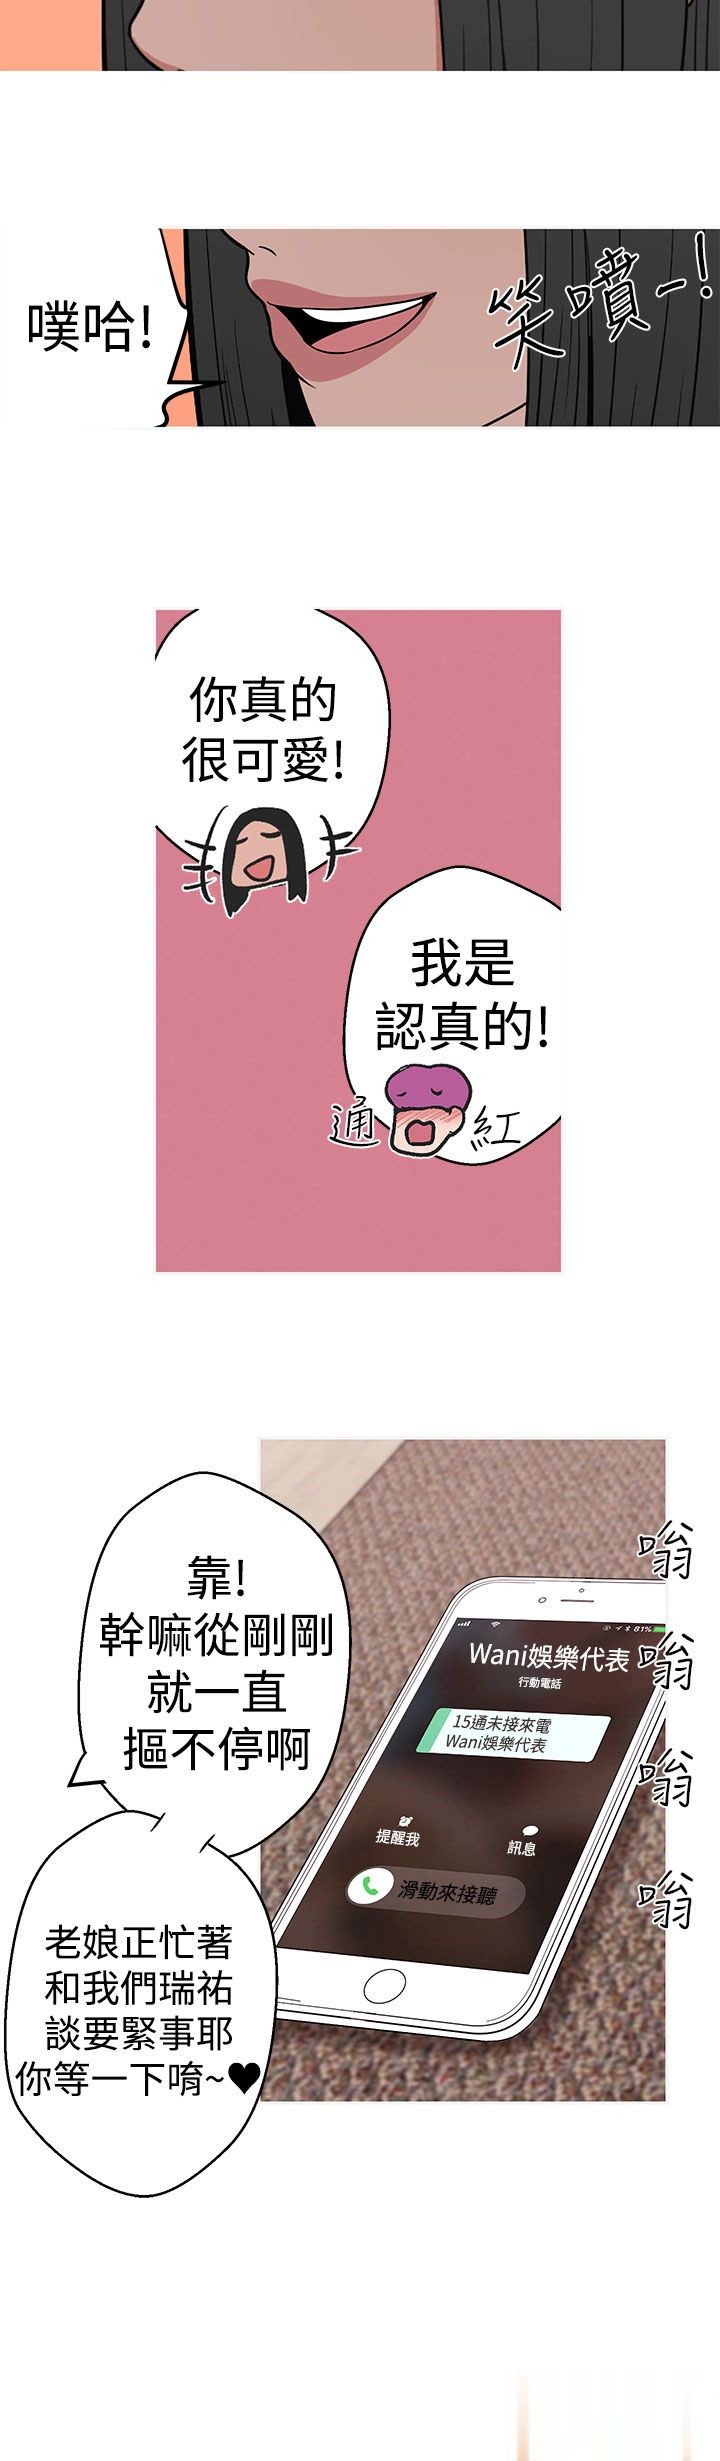 笑噴-!
噗哈!
你真的
很可愛!
我是
認真的!
通紅
嗡
靠!
幹嘛從剛剛
就一直
摳不停啊
81%
Wani娛樂代表
行動電話
嗡
15通未接來電
Wani娛樂代表
嗡
提醒我
訊息
滑動來接聽
嗡
老娘正忙著
和我們瑞祐
談要緊事耶
你等一下唷~♥